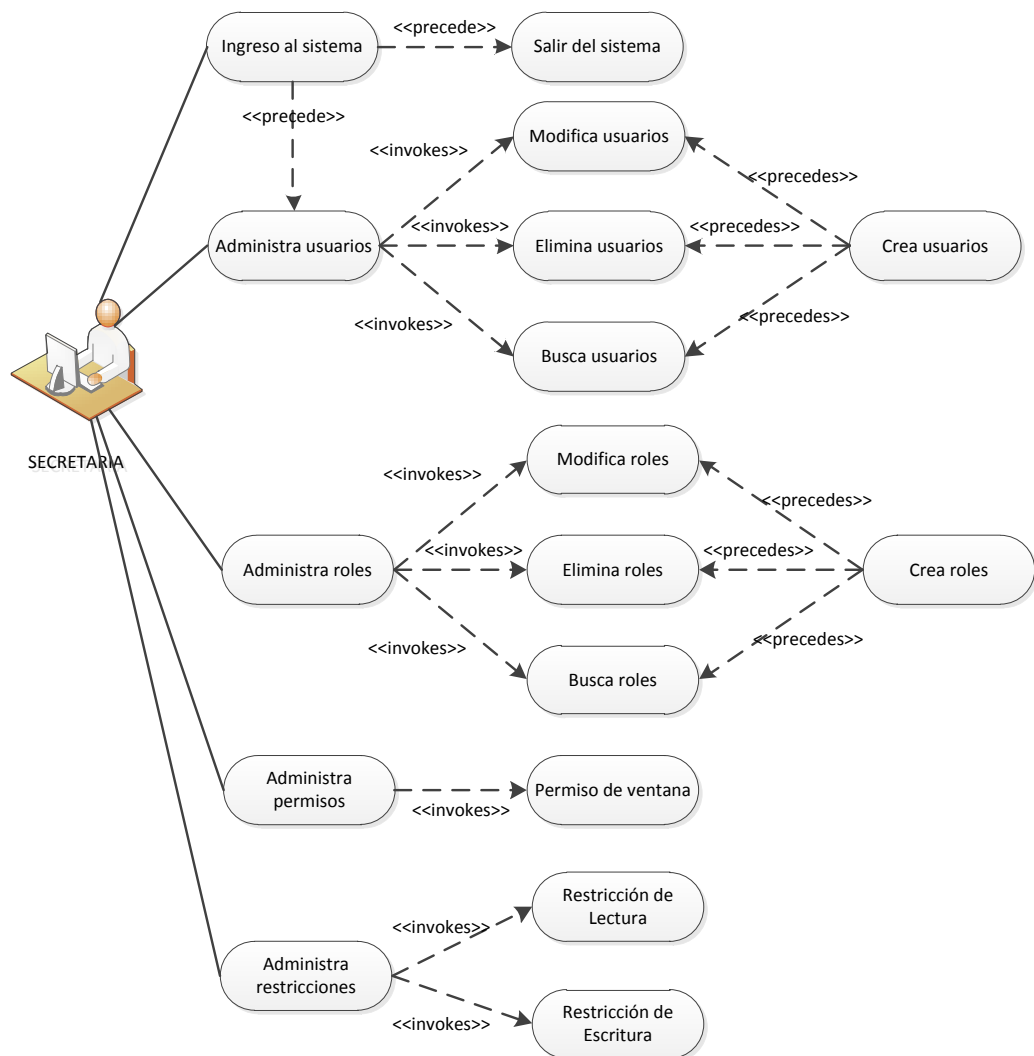 Ingreso al sistema
<<precede>>
Salir del sistema
<<precede>>
Modifica usuarios
<<invokes>>
<<precedes>>
Administra usuarios
<<invokes>>
Elimina usuarios
<<precedes>>
Crea usuarios
<<invokes>>
<<precedes>>
Busca usuarios
SECRETARIA
Modifica roles
<<invokes>>
<<precedes>>
Administra roles
<<invokes>>
Elimina roles
<<precedes>>
Crea roles
<<invokes>>
<<precedes>>
Busca roles
Administra
permisos
<<invokes>>
Permiso de ventana
Restricción de
Lectura
<<invokes>>
Administra
restricciones
<<invokes>>
Restricción de
Escritura